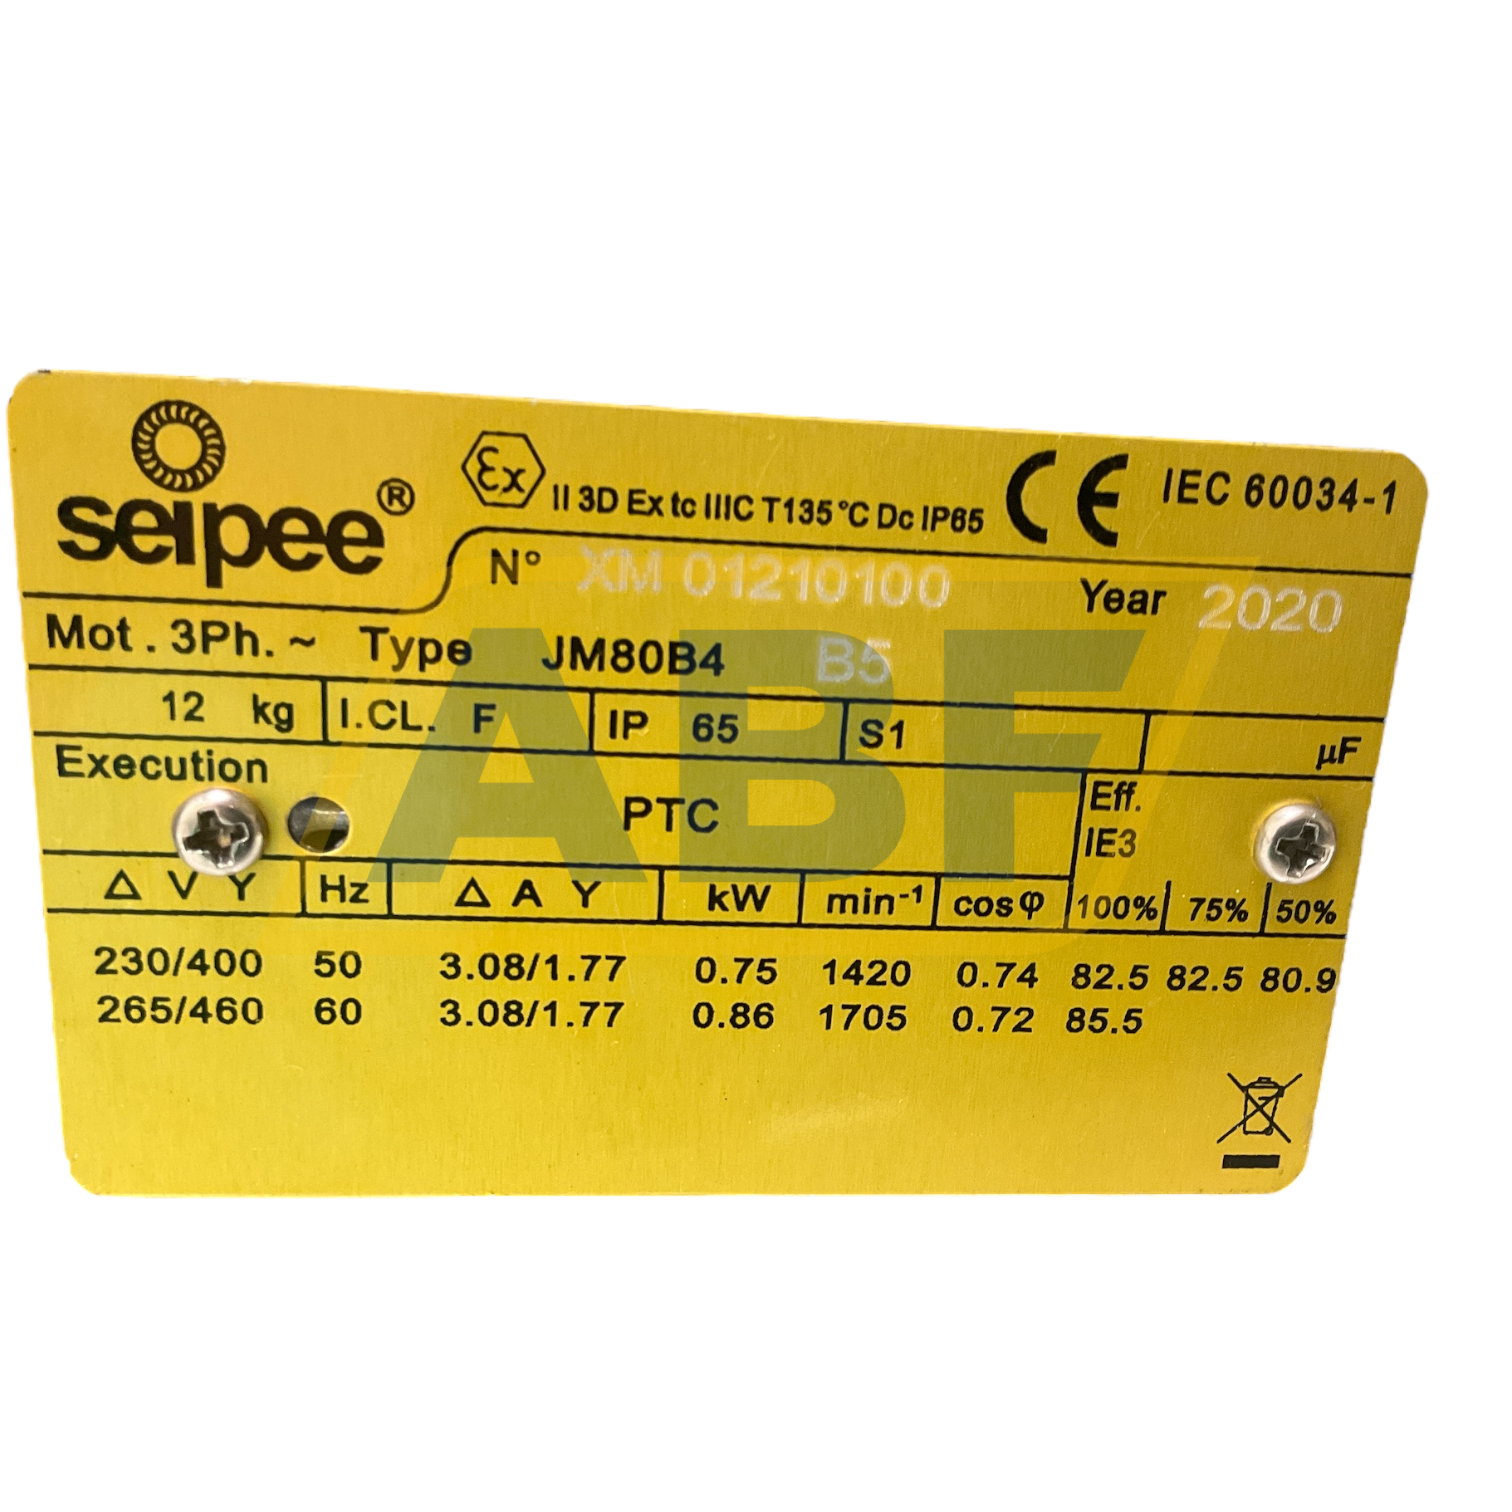 seipee®
Ex II 3D Ex tc IIIC T135°C Dc IP65 CE IEC 60034-1
N° XM 01210100 Year 2020
Mot. 3Ph. ~ Type JM80B4 B5
12 kg I.CL. F IP 65 S1 µF
Execution PTC Eff. IE3
Δ V Y Hz Δ A Y kW min⁻¹ cosφ 100% 75% 50%
230/400 50 3.08/1.77 0.75 1420 0.74 82.5 82.5 80.9
265/460 60 3.08/1.77 0.86 1705 0.72 85.5
ABF